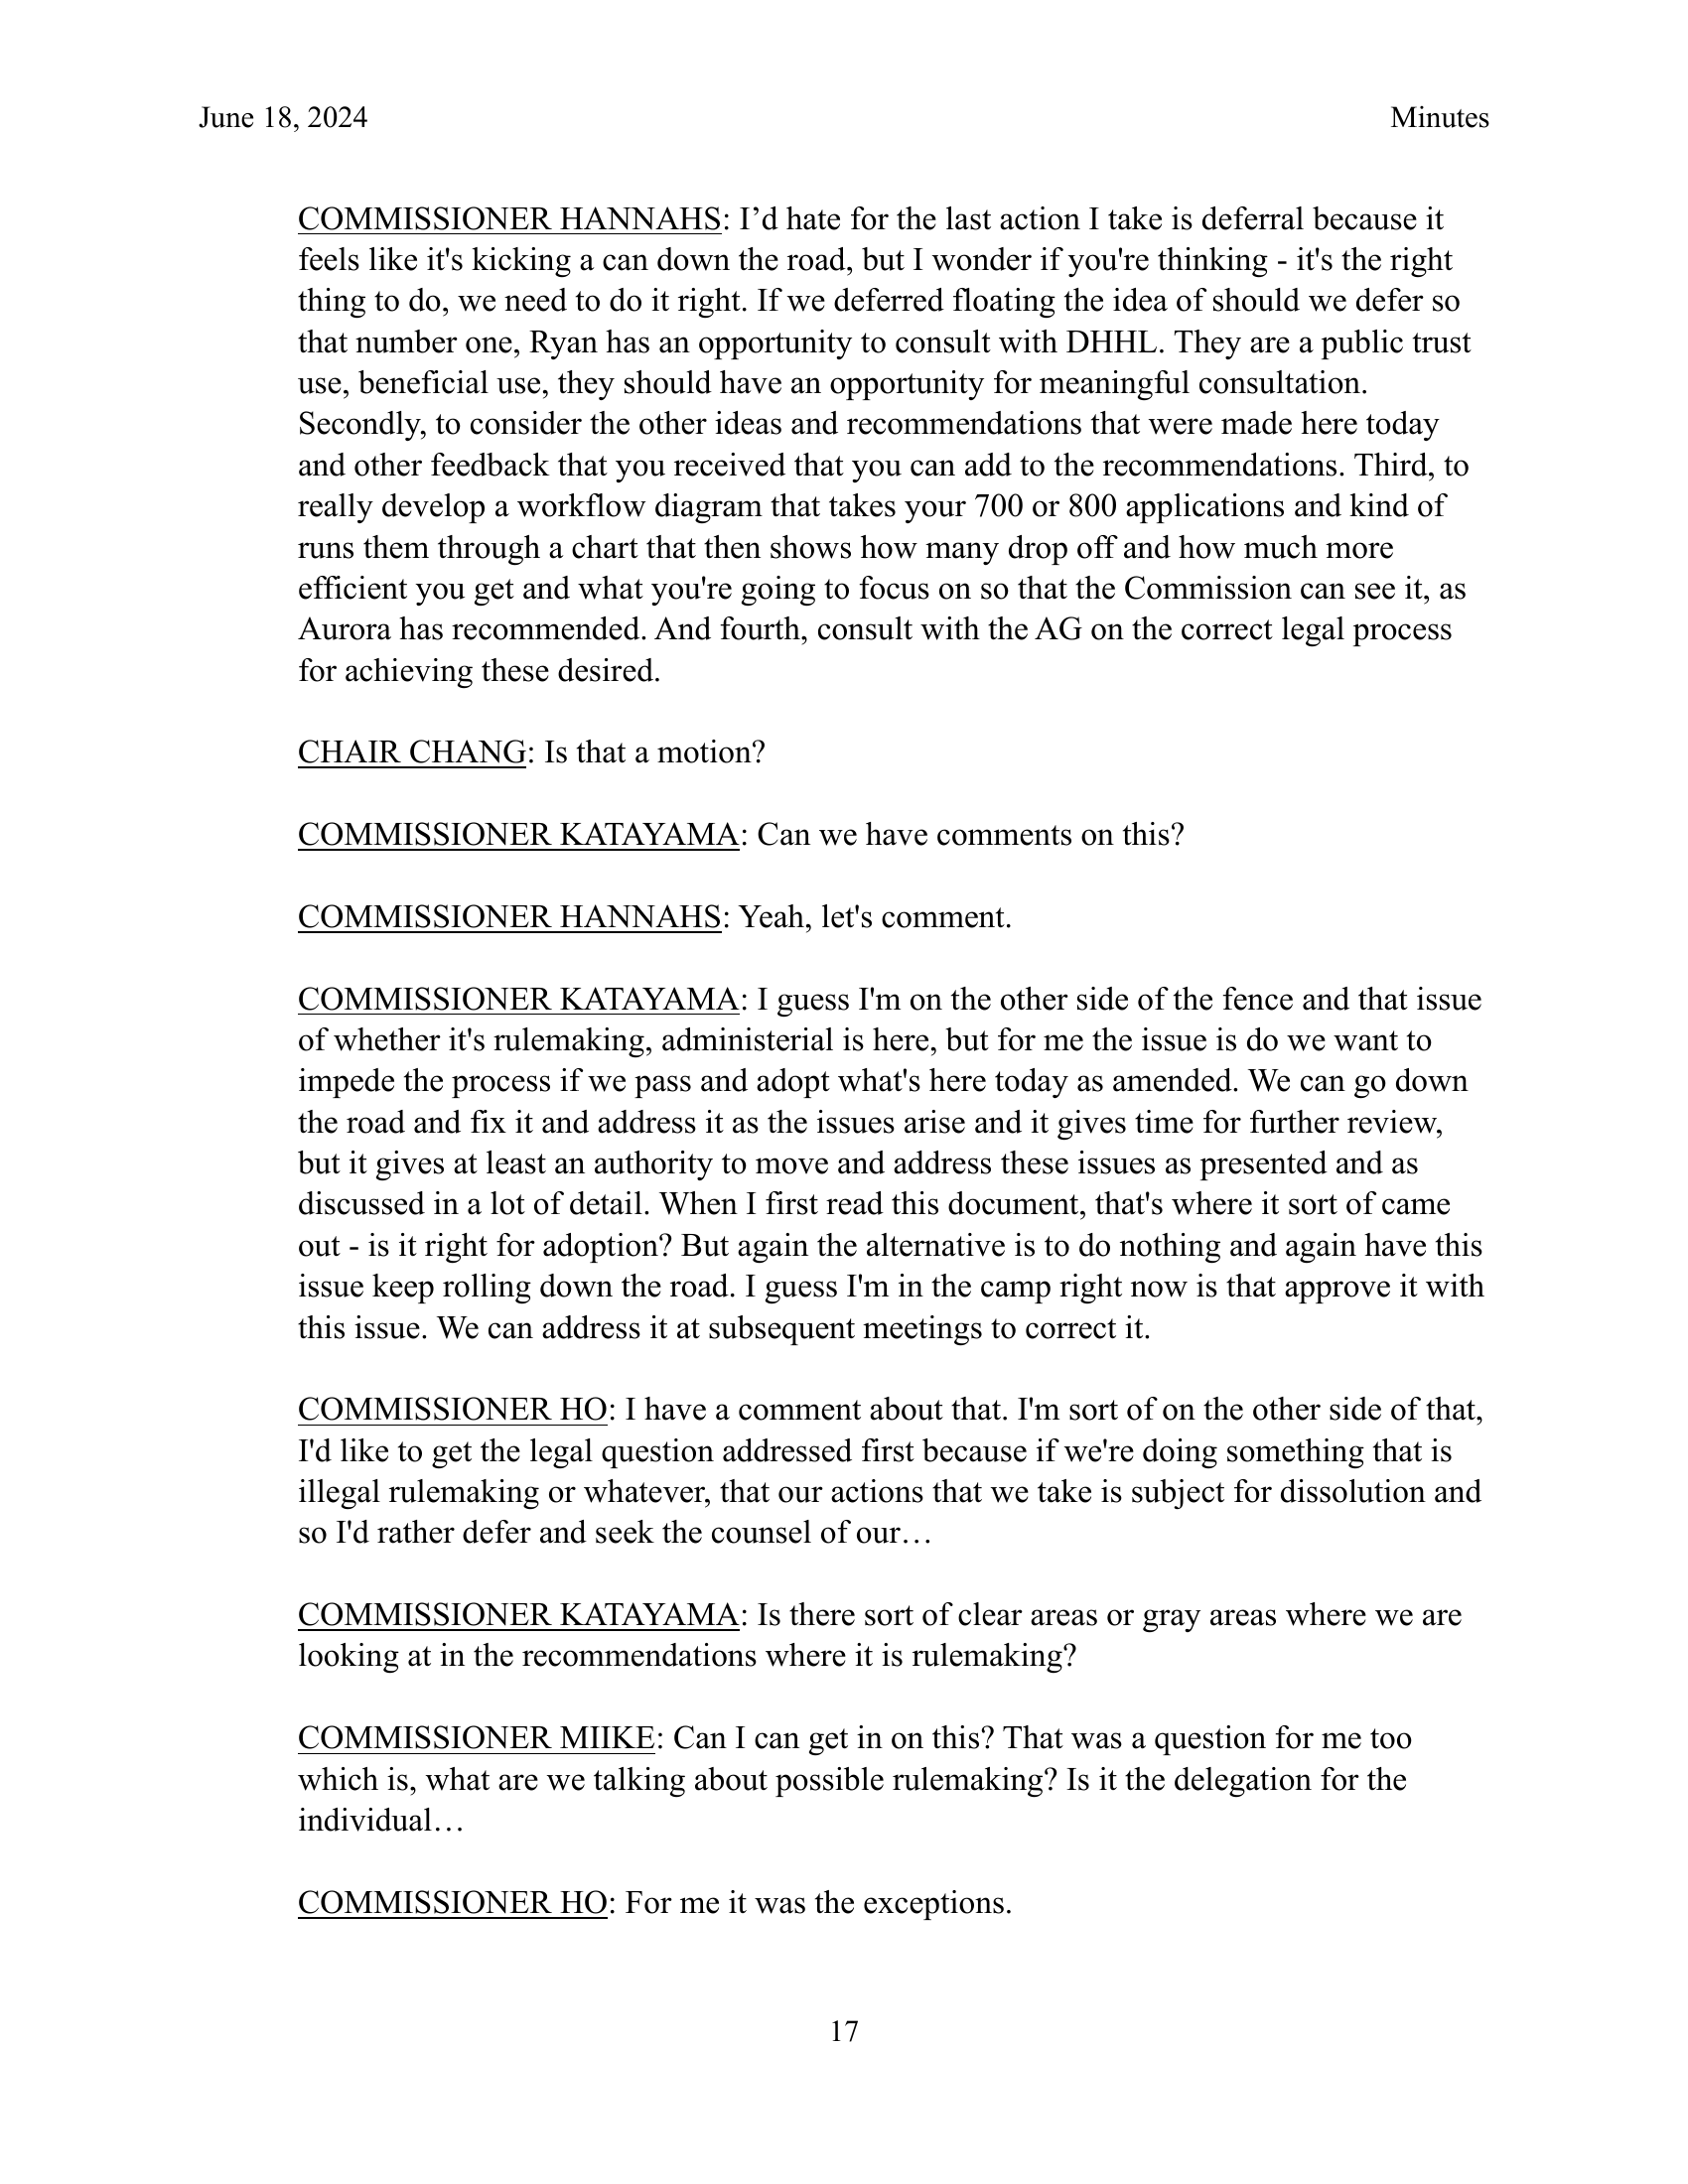 June 18, 2024 Minutes
COMMISSIONER HANNAHS: I’d hate for the last action I take is deferral because it
feels like it's kicking a can down the road, but I wonder if you're thinking - it's the right
thing to do, we need to do it right. If we deferred floating the idea of should we defer so
that number one, Ryan has an opportunity to consult with DHHL. They are a public trust
use, beneficial use, they should have an opportunity for meaningful consultation.
Secondly, to consider the other ideas and recommendations that were made here today
and other feedback that you received that you can add to the recommendations. Third, to
really develop a workflow diagram that takes your 700 or 800 applications and kind of
runs them through a chart that then shows how many drop off and how much more
efficient you get and what you're going to focus on so that the Commission can see it, as
Aurora has recommended. And fourth, consult with the AG on the correct legal process
for achieving these desired.
CHAIR CHANG: Is that a motion?
COMMISSIONER KATAYAMA: Can we have comments on this?
COMMISSIONER HANNAHS: Yeah, let's comment.
COMMISSIONER KATAYAMA: I guess I'm on the other side of the fence and that issue
of whether it's rulemaking, administerial is here, but for me the issue is do we want to
impede the process if we pass and adopt what's here today as amended. We can go down
the road and fix it and address it as the issues arise and it gives time for further review,
but it gives at least an authority to move and address these issues as presented and as
discussed in a lot of detail. When I first read this document, that's where it sort of came
out - is it right for adoption? But again the alternative is to do nothing and again have this
issue keep rolling down the road. I guess I'm in the camp right now is that approve it with
this issue. We can address it at subsequent meetings to correct it.
COMMISSIONER HO: I have a comment about that. I'm sort of on the other side of that,
I'd like to get the legal question addressed first because if we're doing something that is
illegal rulemaking or whatever, that our actions that we take is subject for dissolution and
so I'd rather defer and seek the counsel of our…
COMMISSIONER KATAYAMA: Is there sort of clear areas or gray areas where we are
looking at in the recommendations where it is rulemaking?
COMMISSIONER MIIKE: Can I can get in on this? That was a question for me too
which is, what are we talking about possible rulemaking? Is it the delegation for the
individual…
COMMISSIONER HO: For me it was the exceptions.
17